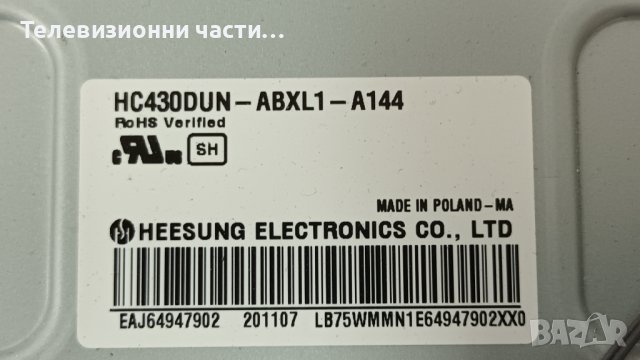 Телевизионни части…
HC430DUN-ABXL1-A144
RoHS Verified
SH
MADE IN POLAND-MA
HEESUNG ELECTRONICS CO., LTD
EAJ64947902 201107 LB75WMMN1E64947902XX0
BAZAR